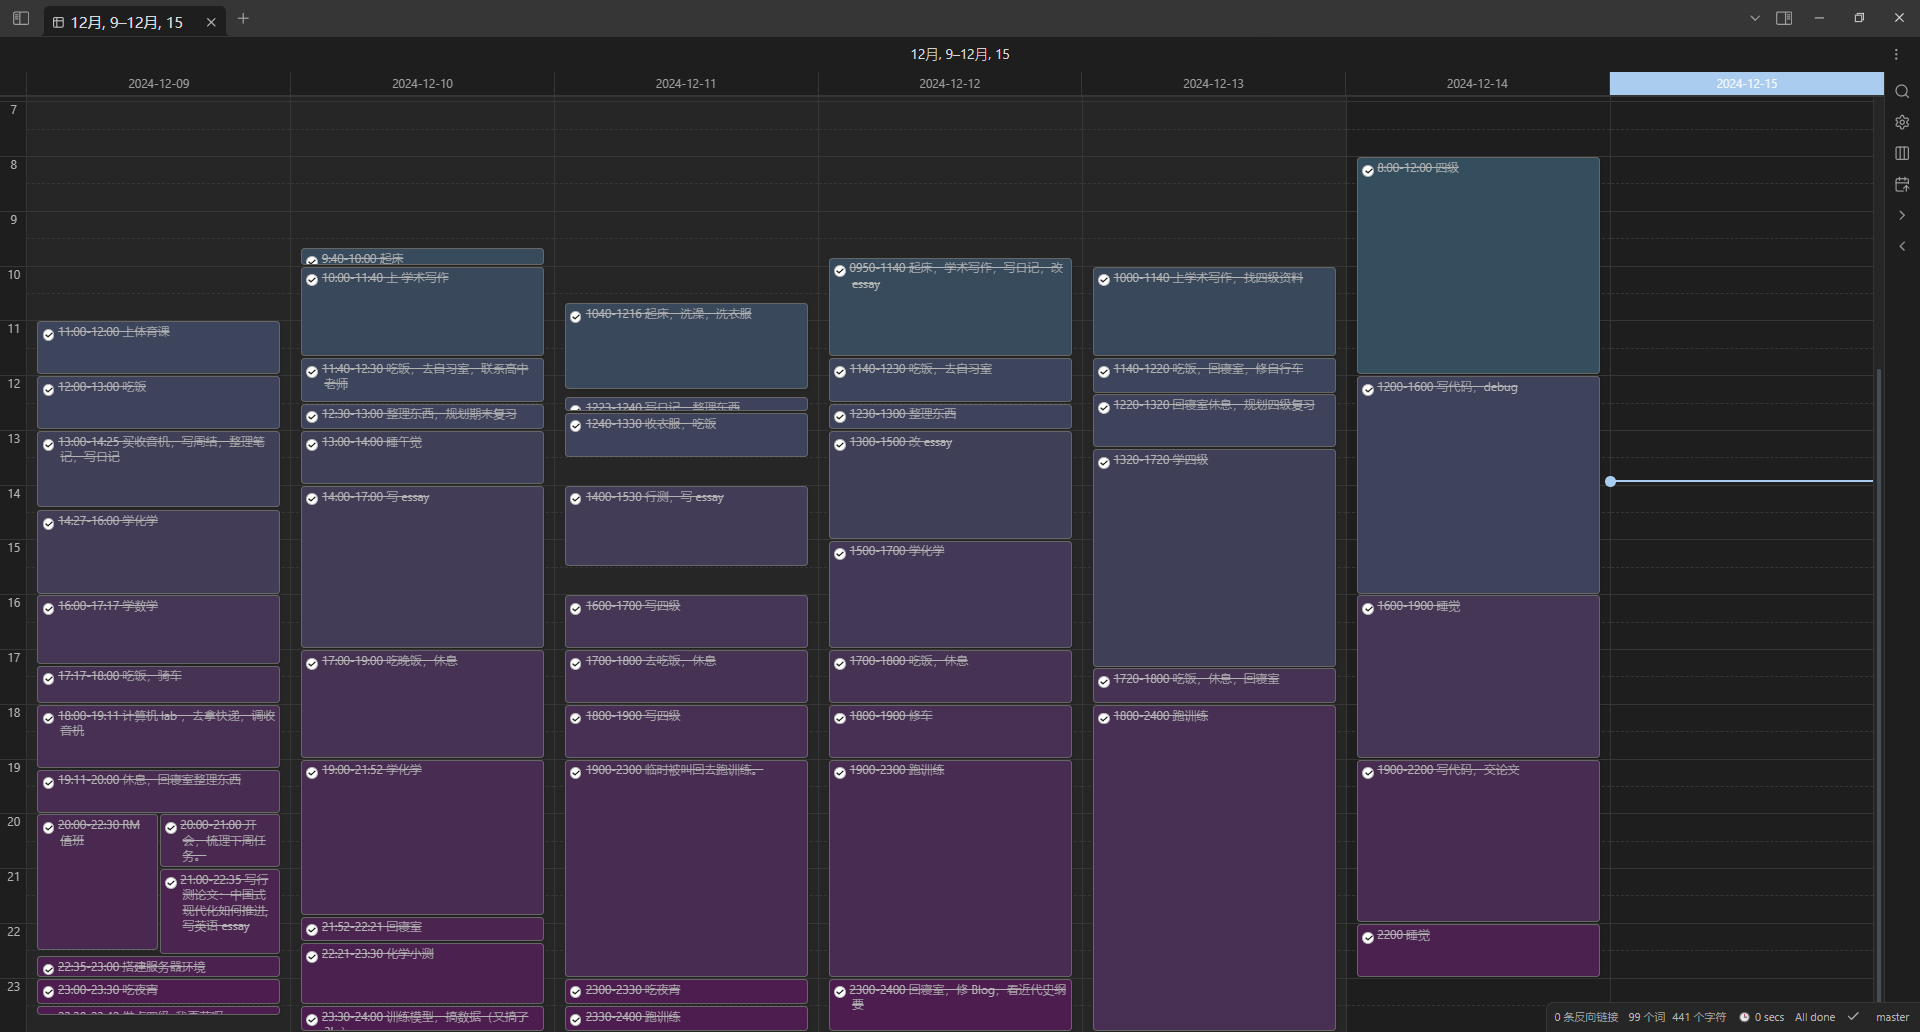 12月, 9–12月, 15
12月, 9–12月, 15
2024-12-09
2024-12-10
2024-12-11
2024-12-12
2024-12-13
2024-12-14
2024-12-15
7
8
9
10
11
12
13
14
15
16
17
18
19
20
21
22
23
11:00-12:00 上体育课
12:00-13:00 吃饭
13:00-14:25 买收音机，写周结，整理笔
记，写日记
14:27-16:00 学化学
16:00-17:17 学数学
17:17-18:00 吃饭，骑车
18:00-19:11 计算机 lab ，去拿快递，调收
音机
19:11-20:00 休息，回寝室整理东西
20:00-22:30 RM
值班
20:00-21:00 开
会，梳理下周任
务。
21:00-22:35 写行
测论文：中国式
现代化如何推进,
写英语 essay
22:35-23:00 搭建服务器环境
23:00-23:30 吃夜宵
9:40-10:00 起床
10:00-11:40 上 学术写作
11:40-12:30 吃饭，去自习室，联系高中
老师
12:30-13:00 整理东西，规划期末复习
13:00-14:00 睡午觉
14:00-17:00 写 essay
17:00-19:00 吃晚饭，休息
19:00-21:52 学化学
21:52-22:21 回寝室
22:21-23:30 化学小测
23:30-24:00 训练模型，搞数据（又搞了
1040-1216 起床，洗澡，洗衣服
1223-1240 写日记，整理东西
1240-1330 收衣服，吃饭
1400-1530 行测，写 essay
1600-1700 写四级
1700-1800 去吃饭，休息
1800-1900 写四级
1900-2300 临时被叫回去跑训练。
2300-2330 吃夜宵
2330-2400 跑训练
0950-1140 起床，学术写作，写日记，改
essay
1140-1230 吃饭，去自习室
1230-1300 整理东西
1300-1500 改 essay
1500-1700 学化学
1700-1800 吃饭，休息
1800-1900 修车
1900-2300 跑训练
2300-2400 回寝室，修 Blog，看近代史纲
要
1000-1140 上学术写作，找四级资料
1140-1220 吃饭，回寝室，修自行车
1220-1320 回寝室休息，规划四级复习
1320-1720 学四级
1720-1800 吃饭，休息，回寝室
1800-2400 跑训练
8:00-12:00 四级
1200-1600 写代码，debug
1600-1900 睡觉
1900-2200 写代码，交论文
2200 睡觉
0 条反向链接 99 个词 441 个字符 0 secs All done master